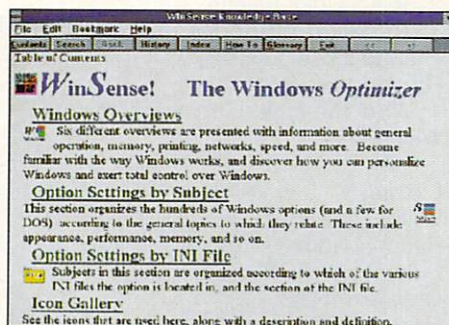 WinSense Knowledge Base
File Edit Bookmark Help
Contents Search Back History Index How To Glossary Exit << >>
Table of Contents
WinSense! The Windows Optimizer
Windows Overviews
Six different overviews are presented with information about general
operation, memory, printing, networks, speed, and more. Become
familiar with the way Windows works, and discover how you can personalize
Windows and exert total control over Windows.
Option Settings by Subject
This section organizes the hundreds of Windows options (and a few for
DOS) according to the general topics to which they relate. These include
appearance, performance, memory, and so on.
Option Settings by INI File
Subjects in this section are organized according to which of the various
INI files the option is located in, and the section of the INI file.
Icon Gallery
See the icons that are used here, along with a description and definition.